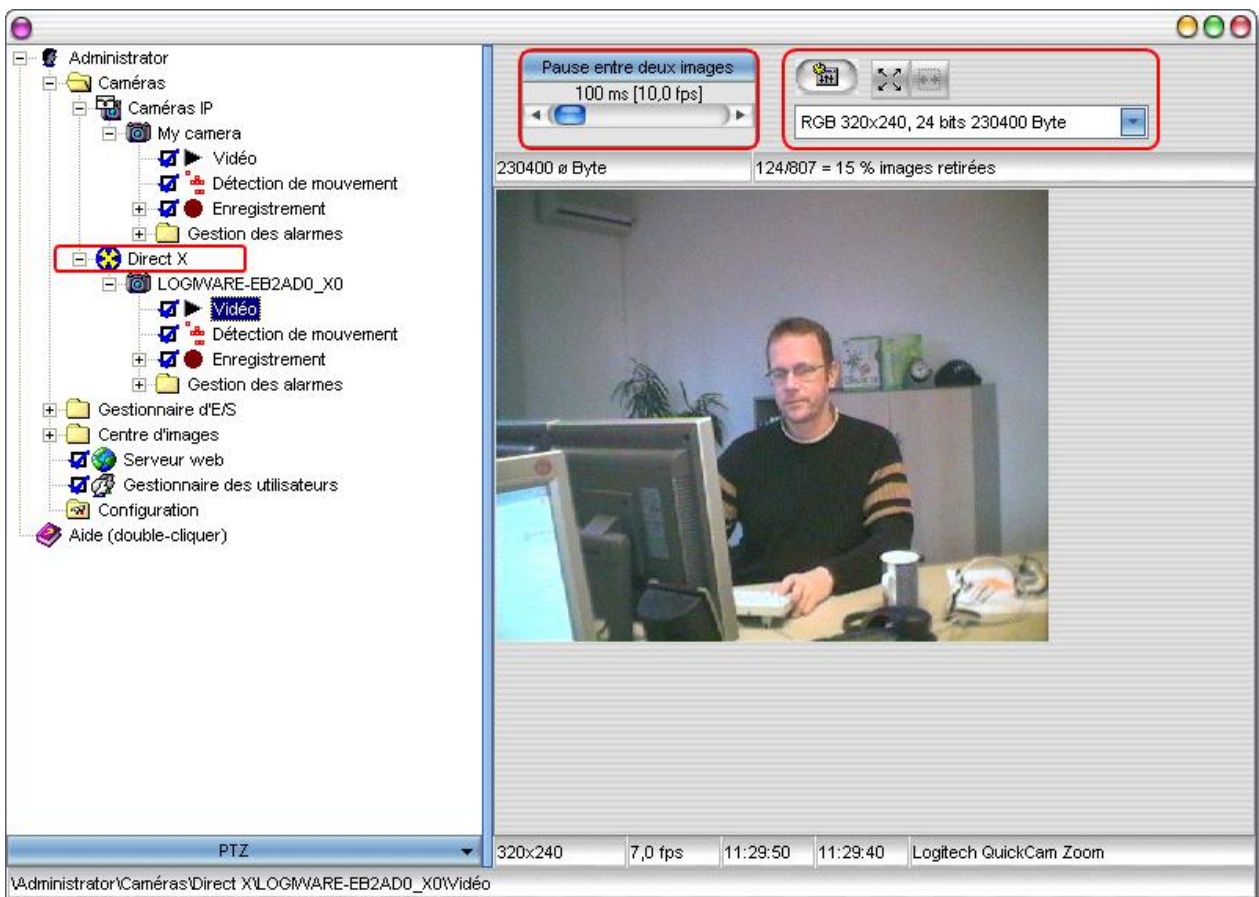 Administrator
Caméras
Caméras IP
My camera
Vidéo
Détection de mouvement
Enregistrement
Gestion des alarmes
Direct X
LOGIWARE-EB2AD0_X0
Vidéo
Détection de mouvement
Enregistrement
Gestion des alarmes
Gestionnaire d'E/S
Centre d'images
Serveur web
Gestionnaire des utilisateurs
Configuration
Aide (double-cliquer)
PTZ
Pause entre deux images
100 ms [10,0 fps]
RGB 320x240, 24 bits 230400 Byte
230400 ø Byte
124/807 = 15 % images retirées
320x240
7,0 fps
11:29:50
11:29:40
Logitech QuickCam Zoom
\Administrator\Caméras\Direct X\LOGIWARE-EB2AD0_X0\Vidéo